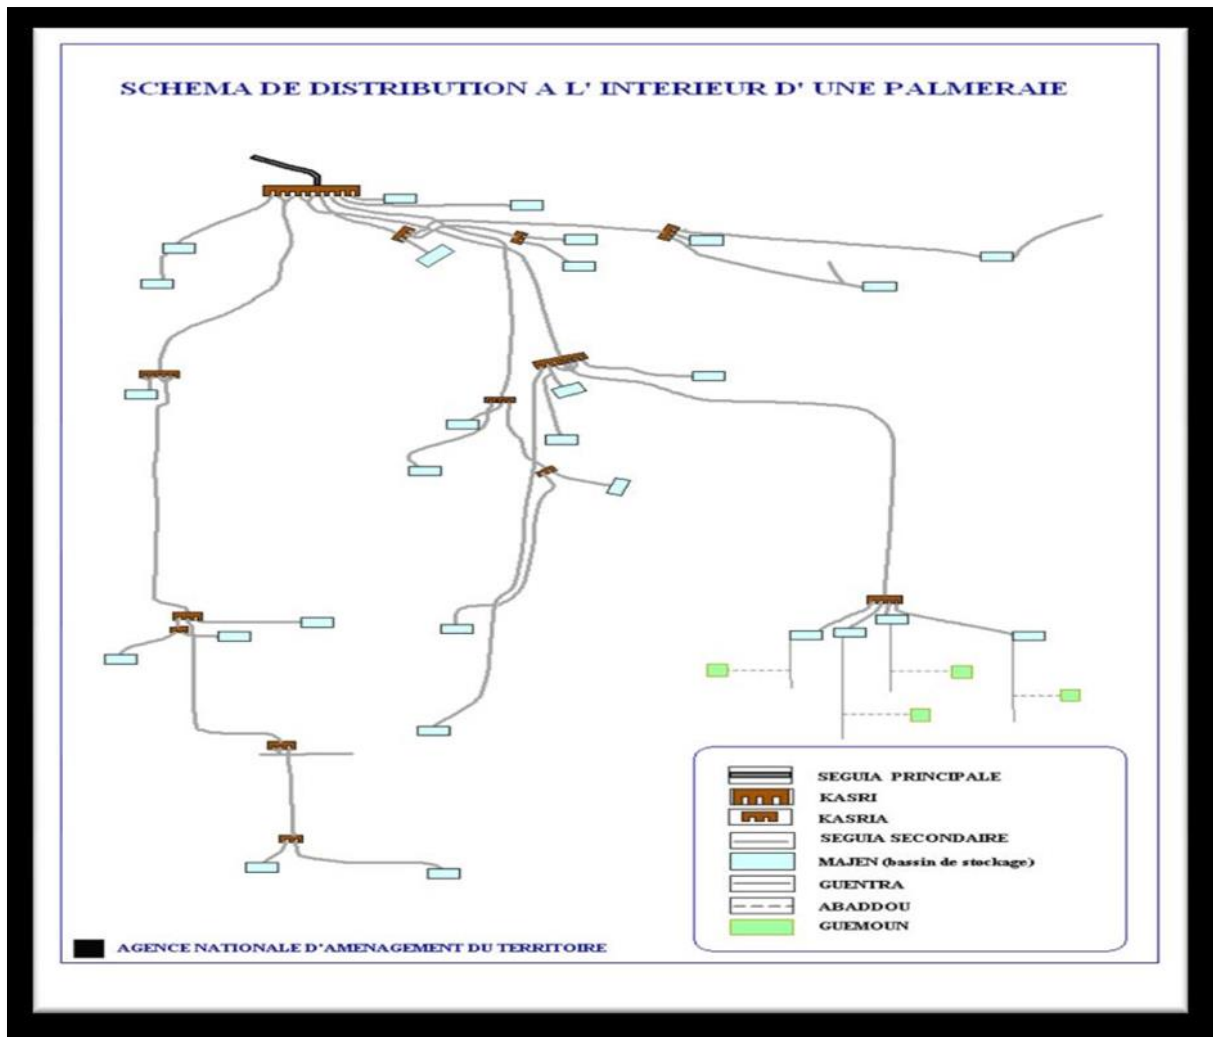 SCHEMA DE DISTRIBUTION A L' INTERIEUR D' UNE PALMERAIE
SEGUIA PRINCIPALE
KASRI
KASRIA
SEGUIA SECONDAIRE
MAJEN (bassin de stockage)
GUENTRA
ABADDOU
GUEMOUN
AGENCE NATIONALE D'AMENAGEMENT DU TERRITOIRE